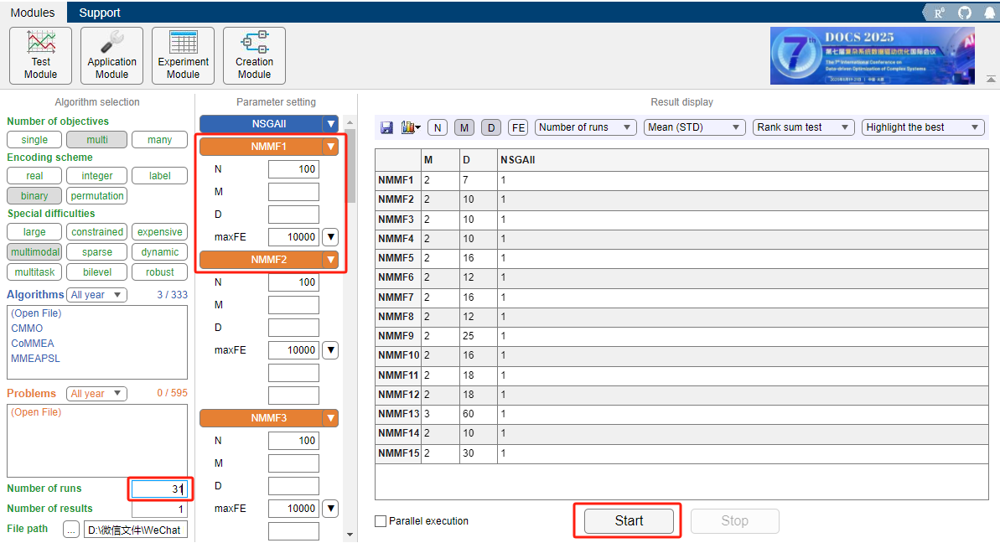 Modules Support
R⁶
Test Module
Application Module
Experiment Module
Creation Module
7th DOCS 2025
第七届复杂系统数据驱动优化国际会议
The 7th International Conference on
Data-driven Optimization of Complex Systems
Algorithm selection
Number of objectives
single multi many
Encoding scheme
real integer label
binary permutation
Special difficulties
large constrained expensive
multimodal sparse dynamic
multitask bilevel robust
Algorithms All year 3 / 333
(Open File)
CMMO
CoMMEA
MMEAPSL
Problems All year 0 / 595
(Open File)
Number of runs 31
Number of results 1
File path ... D:\微信文件\WeChat
Parameter setting
NSGAII
NMMF1
N 100
M
D
maxFE 10000
NMMF2
N 100
M
D
maxFE 10000
NMMF3
N 100
M
D
maxFE 10000
Result display
N M D FE Number of runs Mean (STD) Rank sum test Highlight the best
M D NSGAII
NMMF1 2 7 1
NMMF2 2 10 1
NMMF3 2 10 1
NMMF4 2 10 1
NMMF5 2 16 1
NMMF6 2 12 1
NMMF7 2 16 1
NMMF8 2 12 1
NMMF9 2 25 1
NMMF10 2 16 1
NMMF11 2 18 1
NMMF12 2 18 1
NMMF13 3 60 1
NMMF14 2 10 1
NMMF15 2 30 1
Parallel execution Start Stop